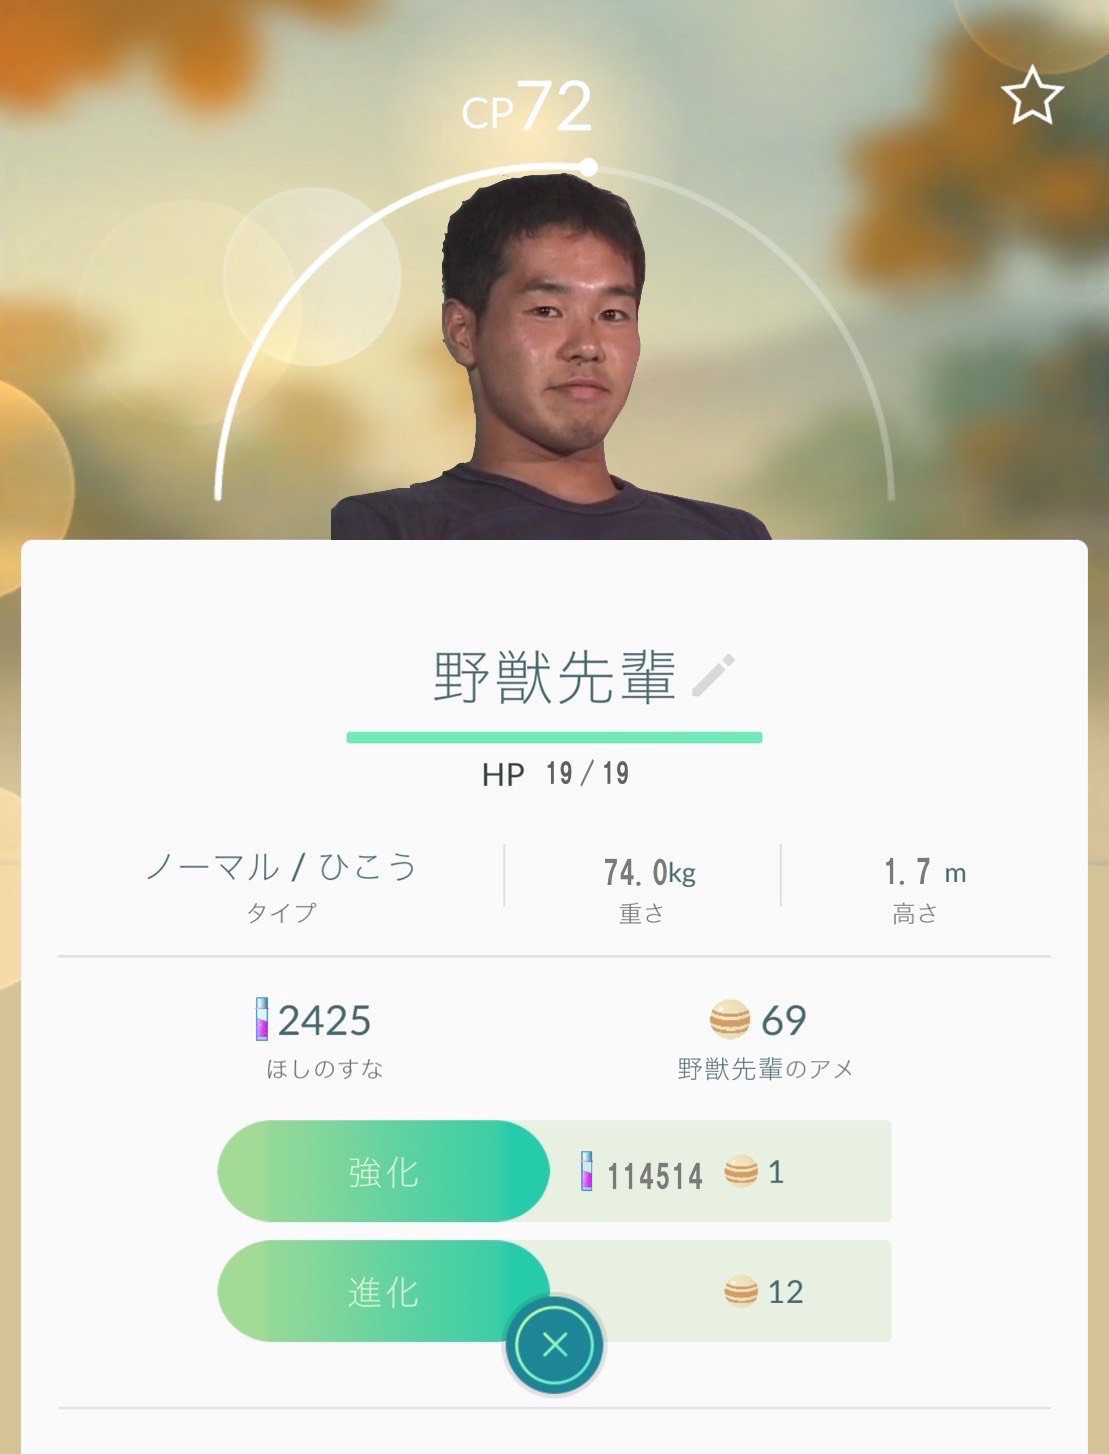 CP72
野獣先輩
HP 19/19
ノーマル / ひこう
タイプ
74.0kg
重さ
1.7 m
高さ
2425
ほしのすな
69
野獣先輩のアメ
強化 114514 1
進化 12